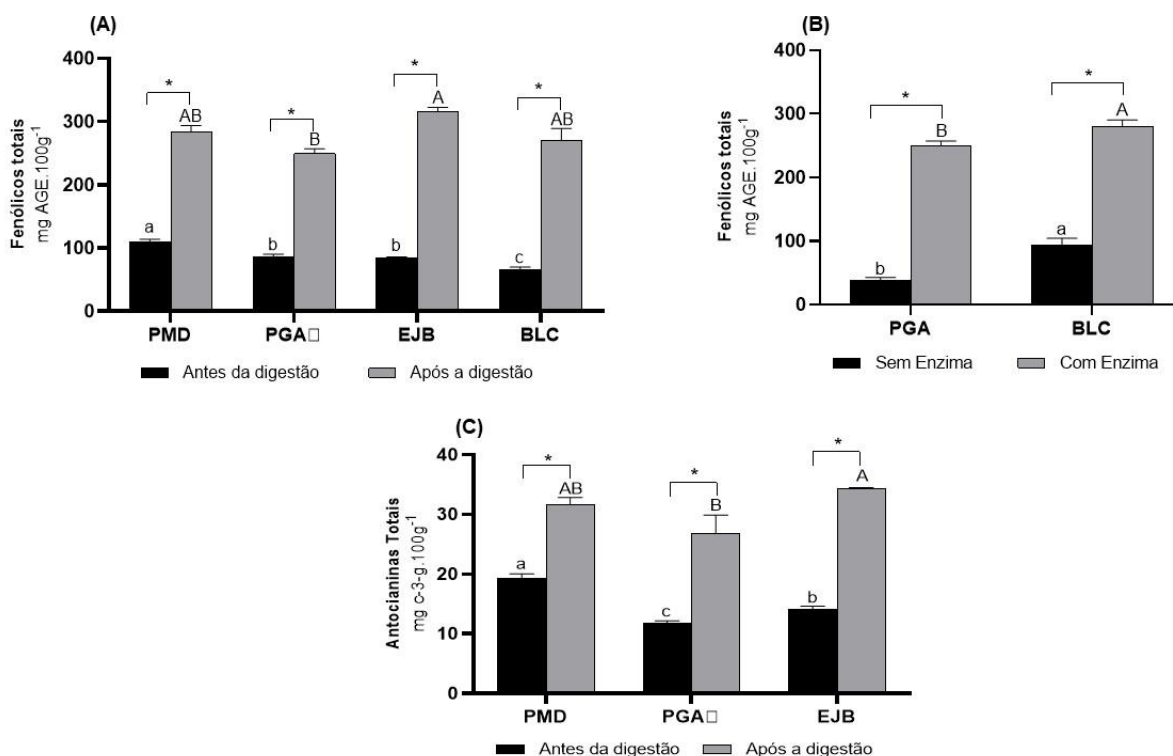 (A)
Fenólicos totais
mg AGE.100g⁻¹
400
300
200
100
0
* * * *
AB B A AB
a b b c
PMD PGA□ EJB BLC
Antes da digestão Após a digestão
(B)
Fenólicos totais
mg AGE.100g⁻¹
400
300
200
100
0
* *
B A
b a
PGA BLC
Sem Enzima Com Enzima
(C)
Antocianinas Totais
mg c-3-g.100g⁻¹
40
30
20
10
0
* * *
AB B A
a c b
PMD PGA□ EJB
Antes da digestão Após a digestão